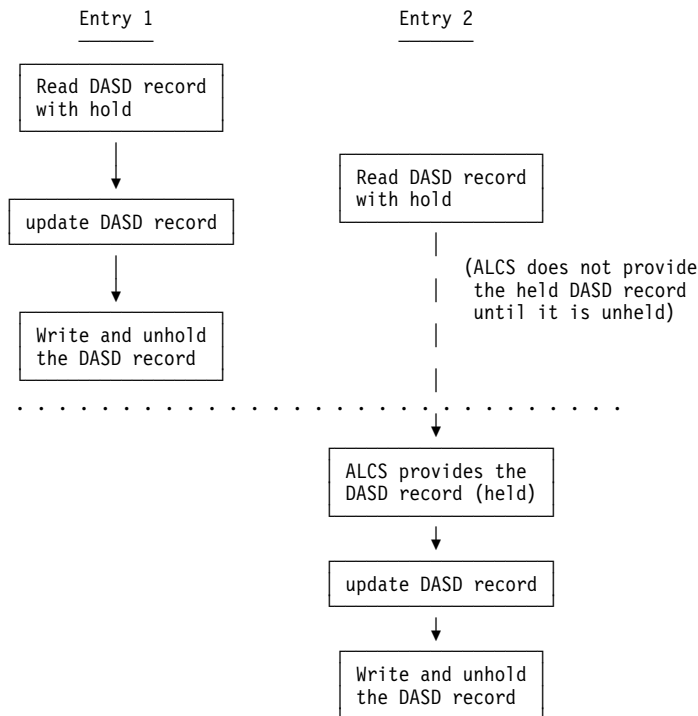 Entry 1
Entry 2
Read DASD record
with hold
Read DASD record
with hold
update DASD record
(ALCS does not provide
the held DASD record
until it is unheld)
Write and unhold
the DASD record
ALCS provides the
DASD record (held)
update DASD record
Write and unhold
the DASD record